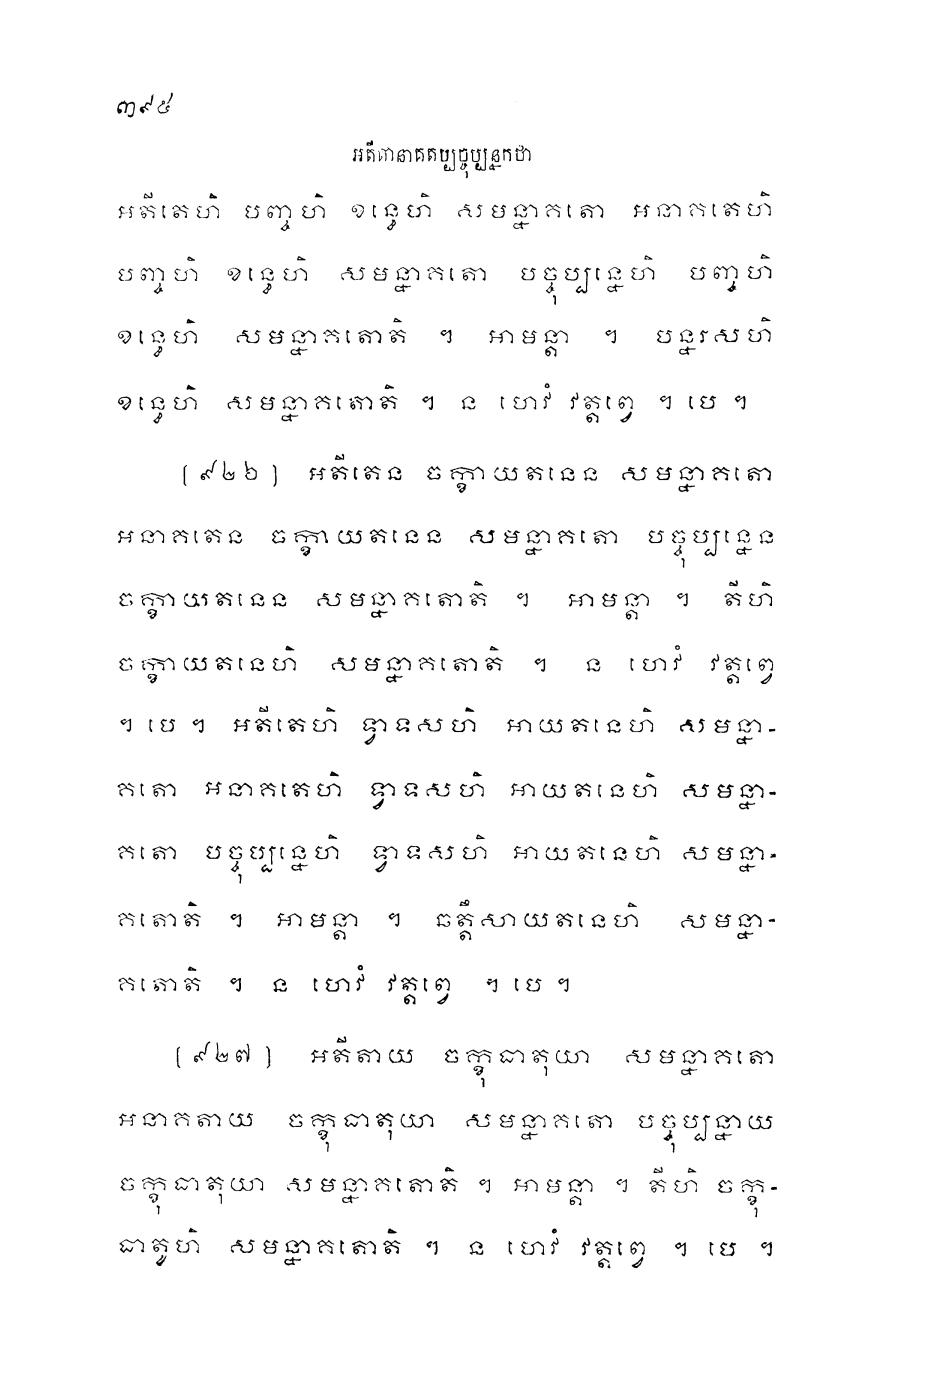 ៣៩៥
អតីតានាគតប្បច្ចុប្បន្នកថា
អតីតេហិ បញ្ចហិ ខន្ធេហិ សមន្នាគតោ អនាគតេហិ
បញ្ចហិ ខន្ធេហិ សមន្នាគតោ បច្ចុប្បន្នេហិ បញ្ចហិ
ខន្ធេហិ សមន្នាគតោតិ ។ អាមន្តា ។ បន្នរសហិ
ខន្ធេហិ សមន្នាគតោតិ ។ ន ហេវំ វត្តព្វេ ។ បេ ។
[៩២៦] អតីតេន ចក្ខាយតនេន សមន្នាគតោ
អនាគតេន ចក្ខាយតនេន សមន្នាគតោ បច្ចុប្បន្នេន
ចក្ខាយតនេន សមន្នាគតោតិ ។ អាមន្តា ។ តីហិ
ចក្ខាយតនេហិ សមន្នាគតោតិ ។ ន ហេវំ វត្តព្វេ
។ បេ ។ អតីតេហិ ទ្វាទសហិ អាយតនេហិ សមន្នា-
គតោ អនាគតេហិ ទ្វាទសហិ អាយតនេហិ សមន្នា-
គតោ បច្ចុប្បន្នេហិ ទ្វាទសហិ អាយតនេហិ សមន្នា-
គតោតិ ។ អាមន្តា ។ ឆត្តឹសាយតនេហិ សមន្នា-
គតោតិ ។ ន ហេវំ វត្តព្វេ ។ បេ ។
[៩២៧] អតីតាយ ចក្ខុធាតុយា សមន្នាគតោ
អនាគតាយ ចក្ខុធាតុយា សមន្នាគតោ បច្ចុប្បន្នាយ
ចក្ខុធាតុយា សមន្នាគតោតិ ។ អាមន្តា ។ តីហិ ចក្ខុ-
ធាតូហិ សមន្នាគតោតិ ។ ន ហេវំ វត្តព្វេ ។ បេ ។